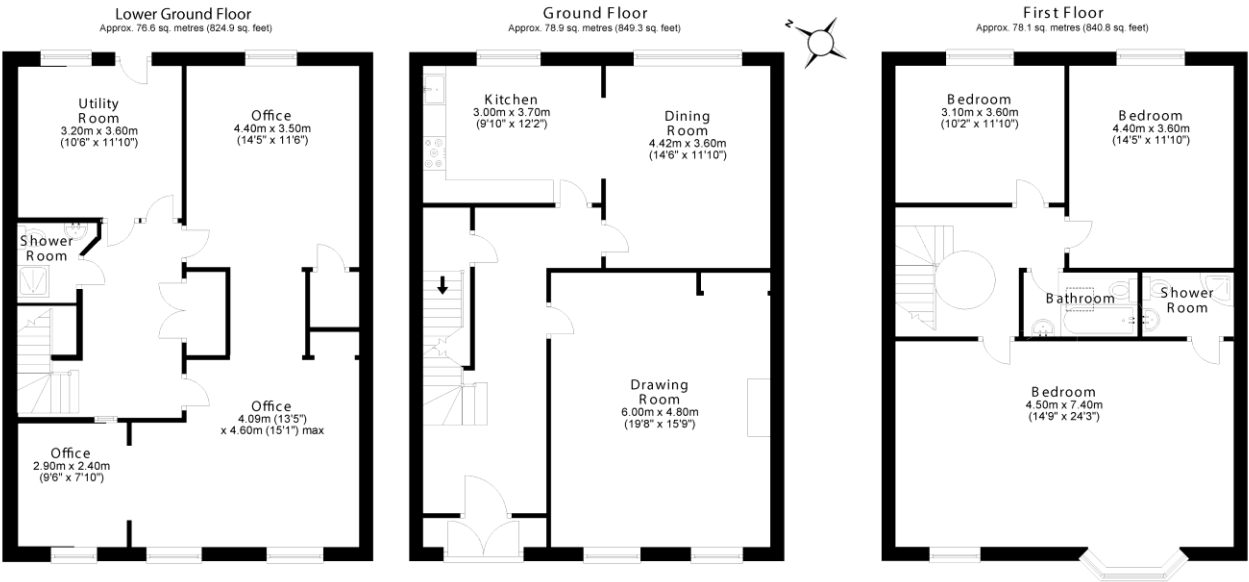 Lower Ground Floor
Approx. 76.6 sq. metres (824.9 sq. feet)
Utility
Room
3.20m x 3.60m
(10'6" x 11'10")
Office
4.40m x 3.50m
(14'5" x 11'6")
Shower
Room
Office
4.09m (13'5")
x 4.60m (15'1") max
Office
2.90m x 2.40m
(9'6" x 7'10")
Ground Floor
Approx. 78.9 sq. metres (849.3 sq. feet)
Kitchen
3.00m x 3.70m
(9'10" x 12'2")
Dining
Room
4.42m x 3.60m
(14'6" x 11'10")
Drawing
Room
6.00m x 4.80m
(19'8" x 15'9")
N
First Floor
Approx. 78.1 sq. metres (840.8 sq. feet)
Bedroom
3.10m x 3.60m
(10'2" x 11'10")
Bedroom
4.40m x 3.60m
(14'5" x 11'10")
Bathroom
Shower
Room
Bedroom
4.50m x 7.40m
(14'9" x 24'3")